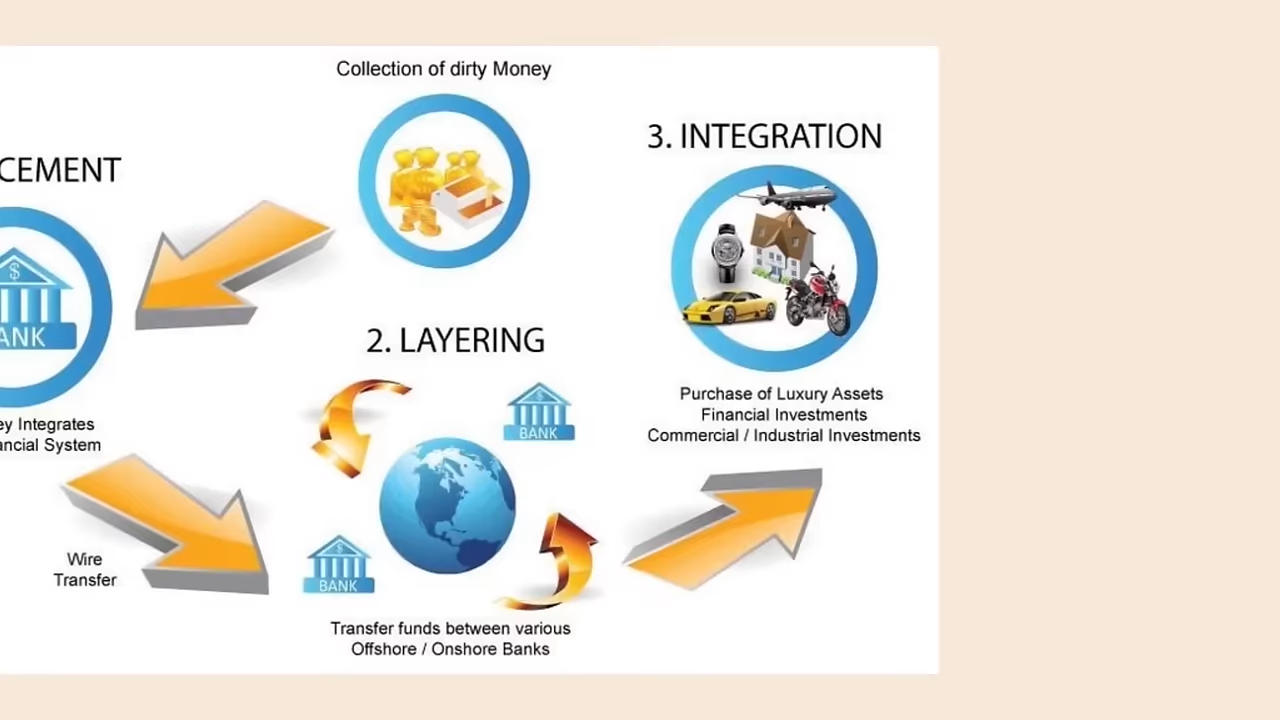 Collection of dirty Money
CEMENT
$
ANK
ey Integrates
ancial System
Wire
Transfer
2. LAYERING
$
BANK
$
BANK
Transfer funds between various
Offshore / Onshore Banks
3. INTEGRATION
Purchase of Luxury Assets
Financial Investments
Commercial / Industrial Investments